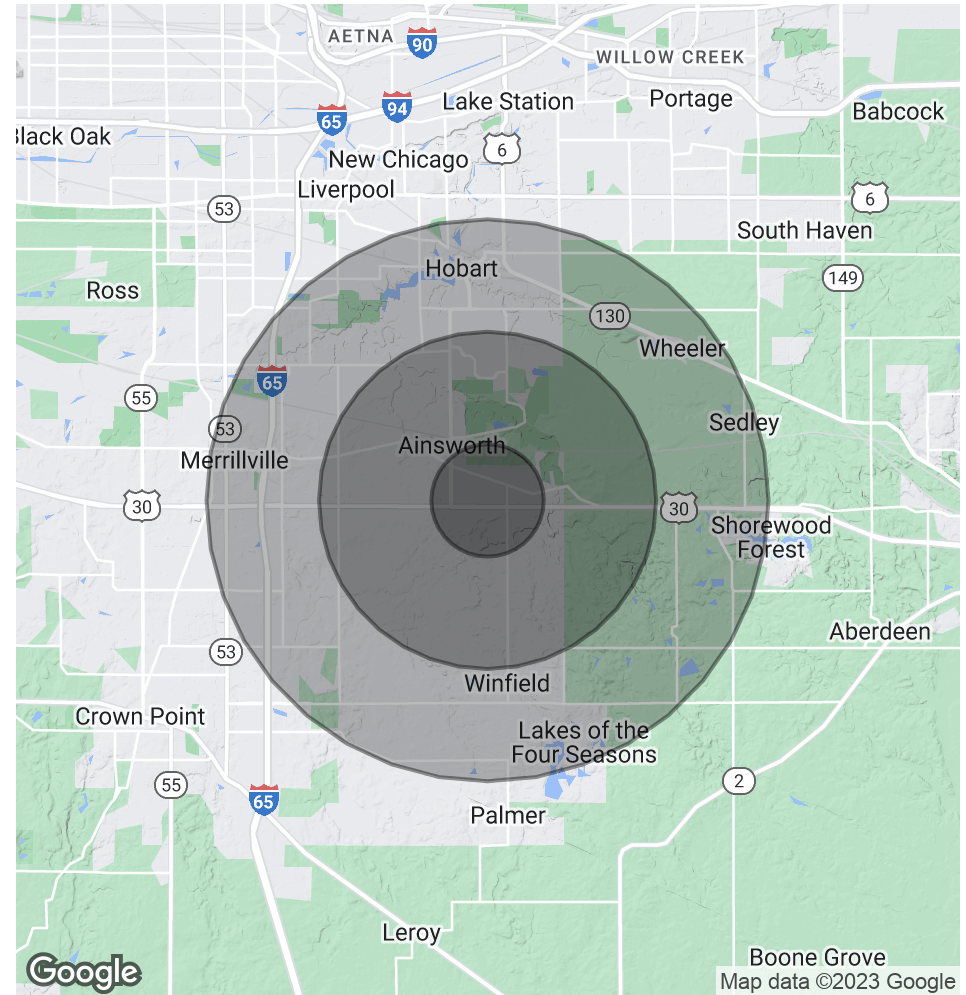 AETNA
90
WILLOW CREEK
65
94
Lake Station
Portage
Babcock
Black Oak
New Chicago
6
Liverpool
53
6
South Haven
Hobart
149
Ross
130
Wheeler
65
55
53
Sedley
Ainsworth
Merrillville
30
30
Shorewood
Forest
Aberdeen
53
Winfield
Crown Point
Lakes of the
Four Seasons
55
2
65
Palmer
Leroy
Boone Grove
Google
Map data ©2023 Google